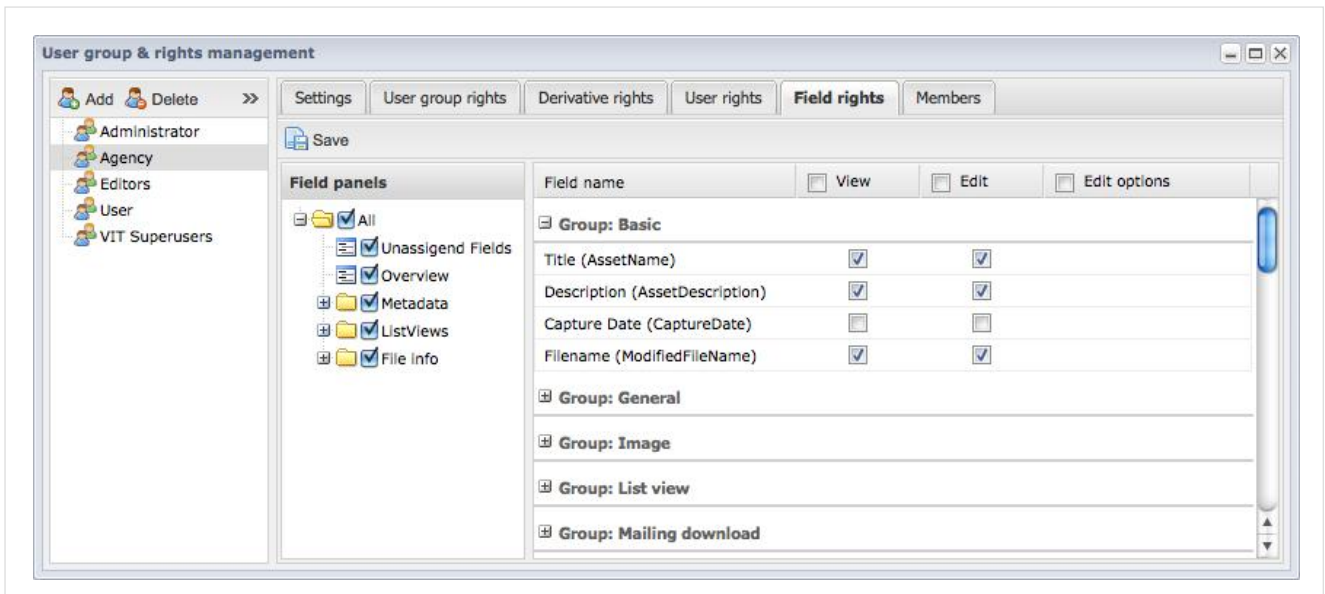 User group & rights management
Add Delete >>
Administrator
Agency
Editors
User
VIT Superusers
Settings User group rights Derivative rights User rights Field rights Members
Save
Field panels
All
Unassigend Fields
Overview
Metadata
ListViews
File info
Field name View Edit Edit options
Group: Basic
Title (AssetName)
Description (AssetDescription)
Capture Date (CaptureDate)
Filename (ModifiedFileName)
Group: General
Group: Image
Group: List view
Group: Mailing download